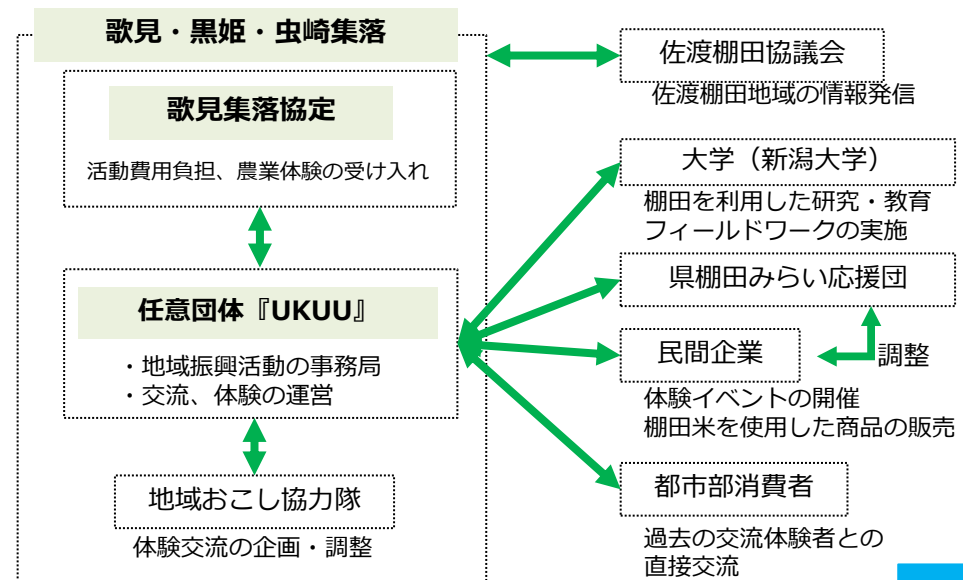 歌見・黒姫・虫崎集落
歌見集落協定
活動費用負担、農業体験の受け入れ
任意団体『UKUU』
・地域振興活動の事務局
・交流、体験の運営
地域おこし協力隊
体験交流の企画・調整
佐渡棚田協議会
佐渡棚田地域の情報発信
大学（新潟大学）
棚田を利用した研究・教育
フィールドワークの実施
県棚田みらい応援団
民間企業
調整
体験イベントの開催
棚田米を使用した商品の販売
都市部消費者
過去の交流体験者との
直接交流